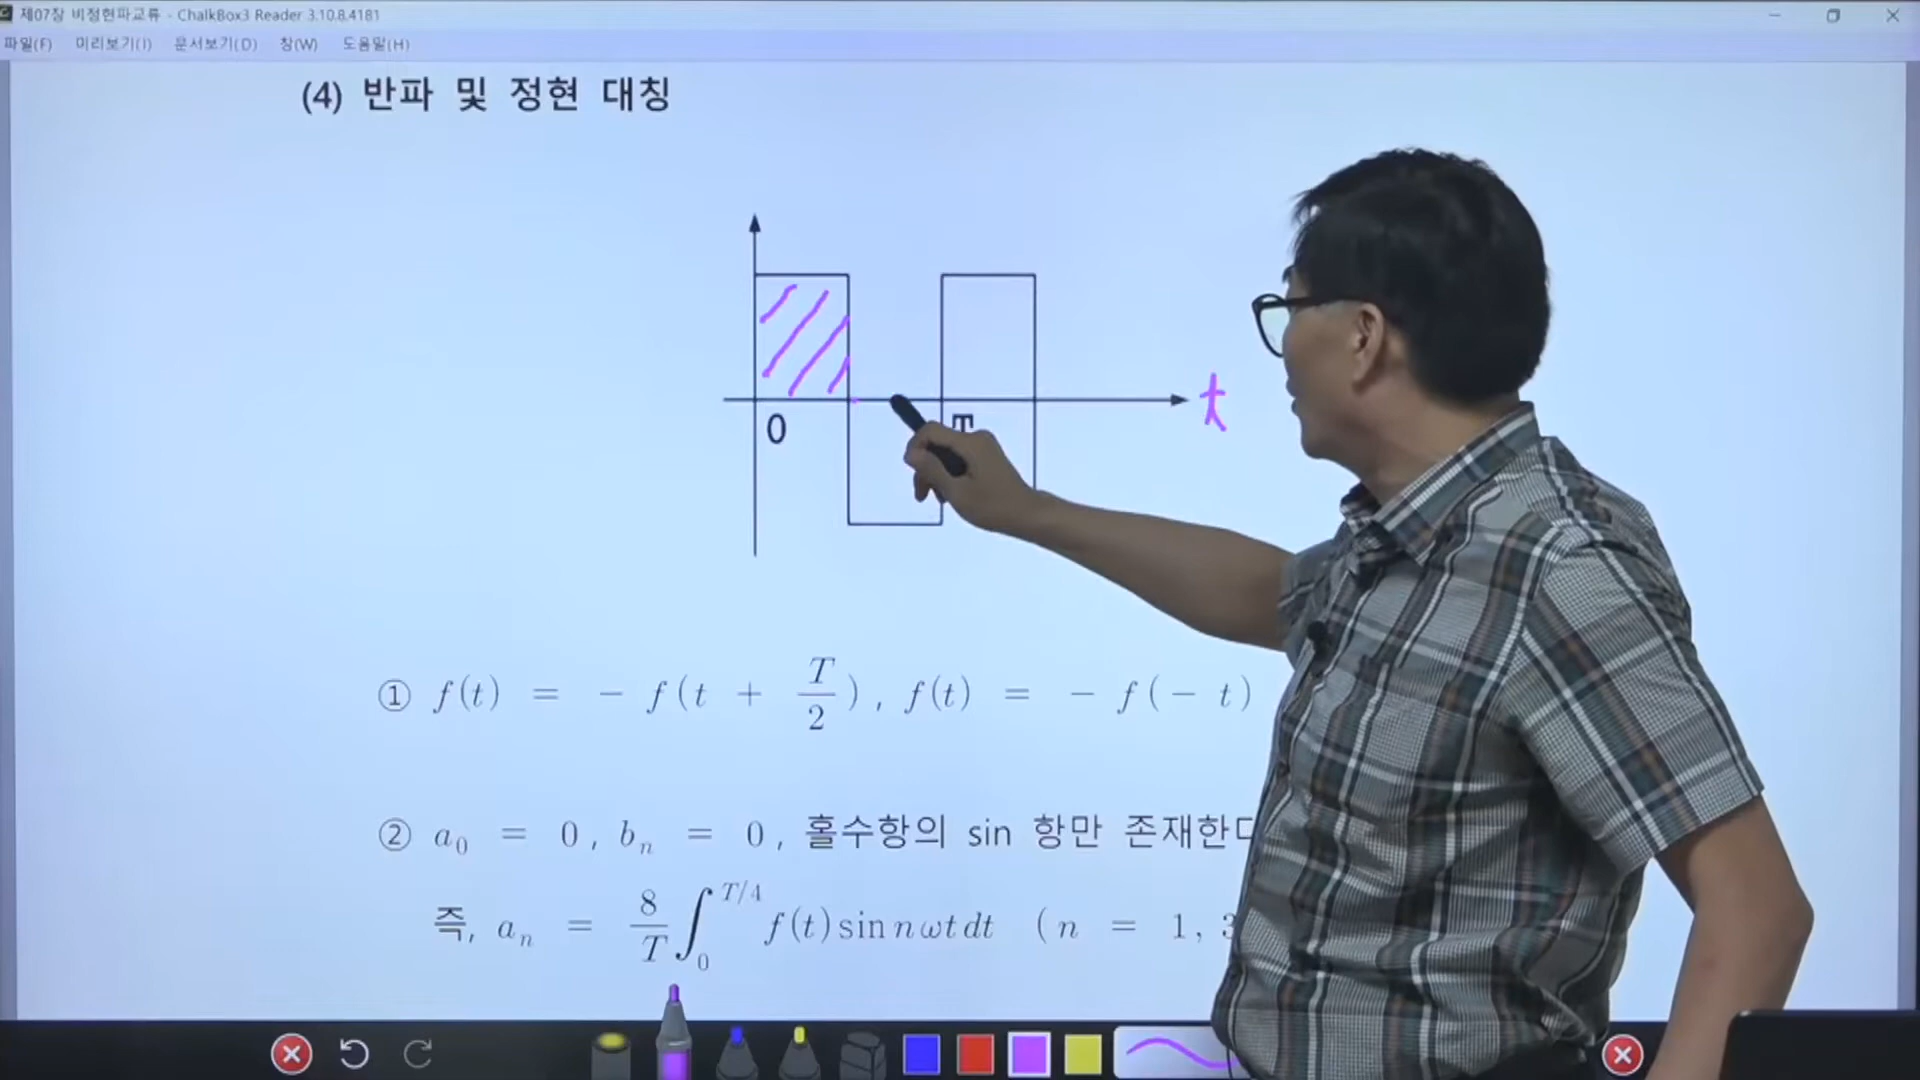 제07장 비정현파교류 - ChalkBox3 Reader 3.10.8.4181
파일(F) 미리보기(I) 문서보기(D) 창(W) 도움말(H)
(4) 반파 및 정현 대칭
0
T
t
① f(t) = - f(t + T/2), f(t) = - f(- t)
② a₀ = 0, bₙ = 0, 홀수항의 sin 항만 존재한다
즉, aₙ = 8/T ∫₀^{T/4} f(t) sin nωt dt (n = 1, 3